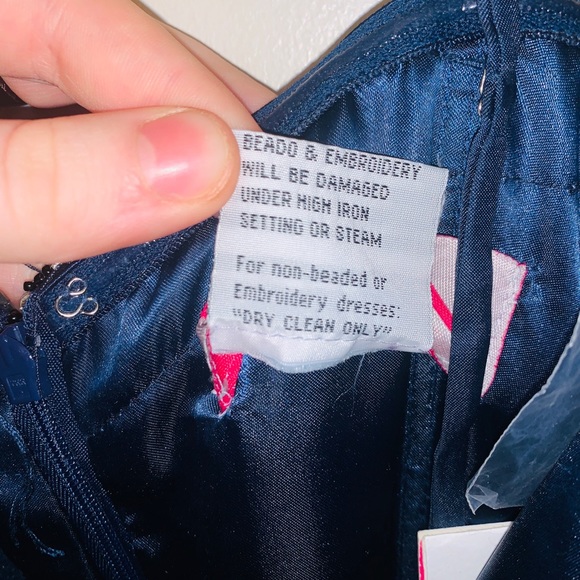 BEADO & EMBROIDERY
WILL BE DAMAGED
UNDER HIGH IRON
SETTING OR STEAM
For non-beaded or
Embroidery dresses:
"DRY CLEAN ONLY"